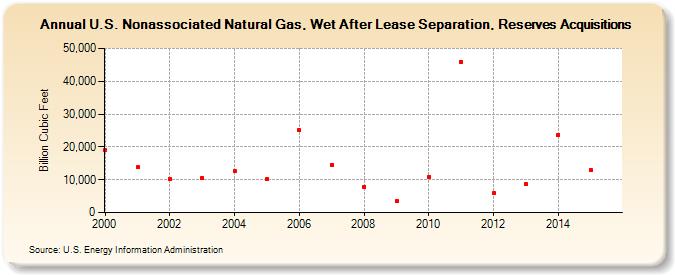 Annual U.S. Nonassociated Natural Gas, Wet After Lease Separation, Reserves Acquisitions
Billion Cubic Feet
50,000
40,000
30,000
20,000
10,000
0
2000 2002 2004 2006 2008 2010 2012 2014
Source: U.S. Energy Information Administration